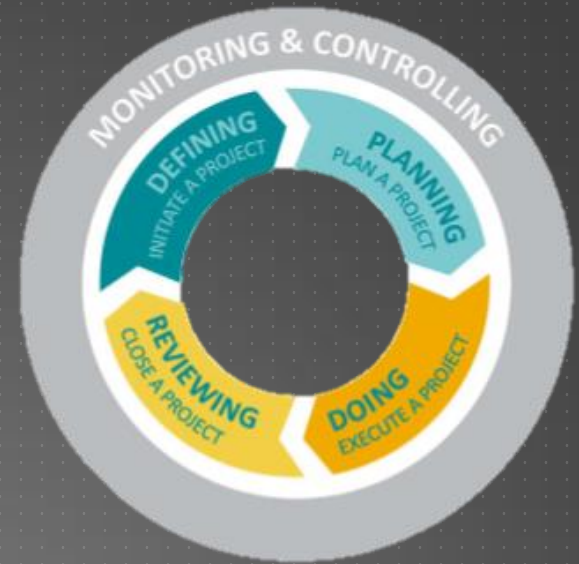 MONITORING & CONTROLLING
DEFINING
INITIATE A PROJECT
PLANNING
PLAN A PROJECT
DOING
EXECUTE A PROJECT
REVIEWING
CLOSE A PROJECT